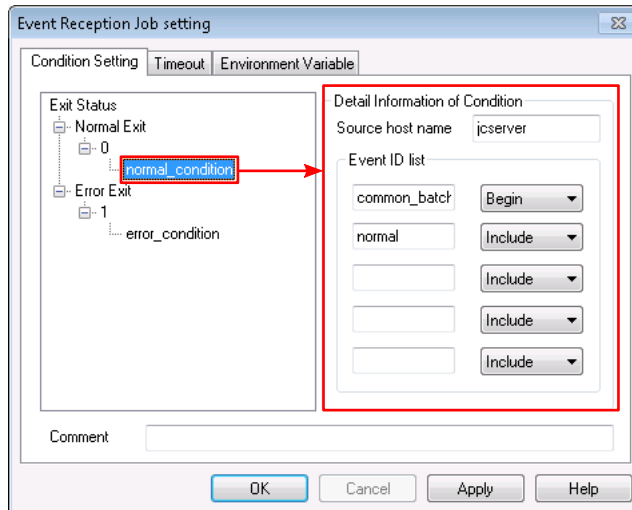 Event Reception Job setting
Condition Setting Timeout Environment Variable
Exit Status
Normal Exit
0
normal_condition
Error Exit
1
error_condition
Detail Information of Condition
Source host name jcserver
Event ID list
common_batch Begin
normal Include
Include
Include
Include
Comment
OK Cancel Apply Help